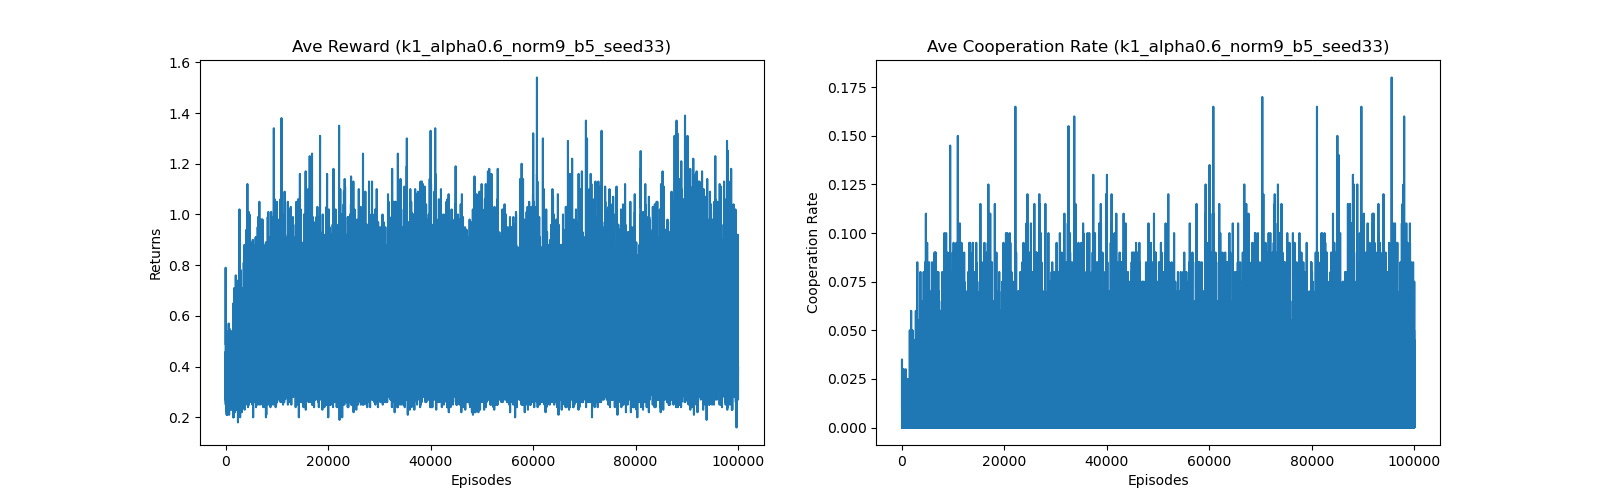 Ave Reward (k1_alpha0.6_norm9_b5_seed33)
1.6
1.4
1.2
1.0
0.8
0.6
0.4
0.2
Returns
0 20000 40000 60000 80000 100000
Episodes
Ave Cooperation Rate (k1_alpha0.6_norm9_b5_seed33)
0.175
0.150
0.125
0.100
0.075
0.050
0.025
0.000
Cooperation Rate
0 20000 40000 60000 80000 100000
Episodes